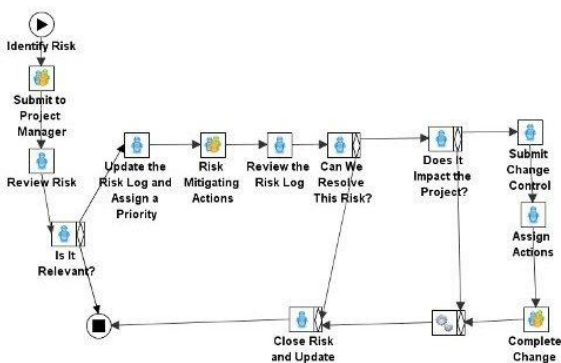 Identify Risk
Submit to
Project
Manager
Review Risk
Is It
Relevant?
Update the
Risk Log and
Assign a
Priority
Risk
Mitigating
Actions
Review the
Risk Log
Can We
Resolve
This Risk?
Does It
Impact the
Project?
Submit
Change
Control
Assign
Actions
Complete
Change
Close Risk
and Update